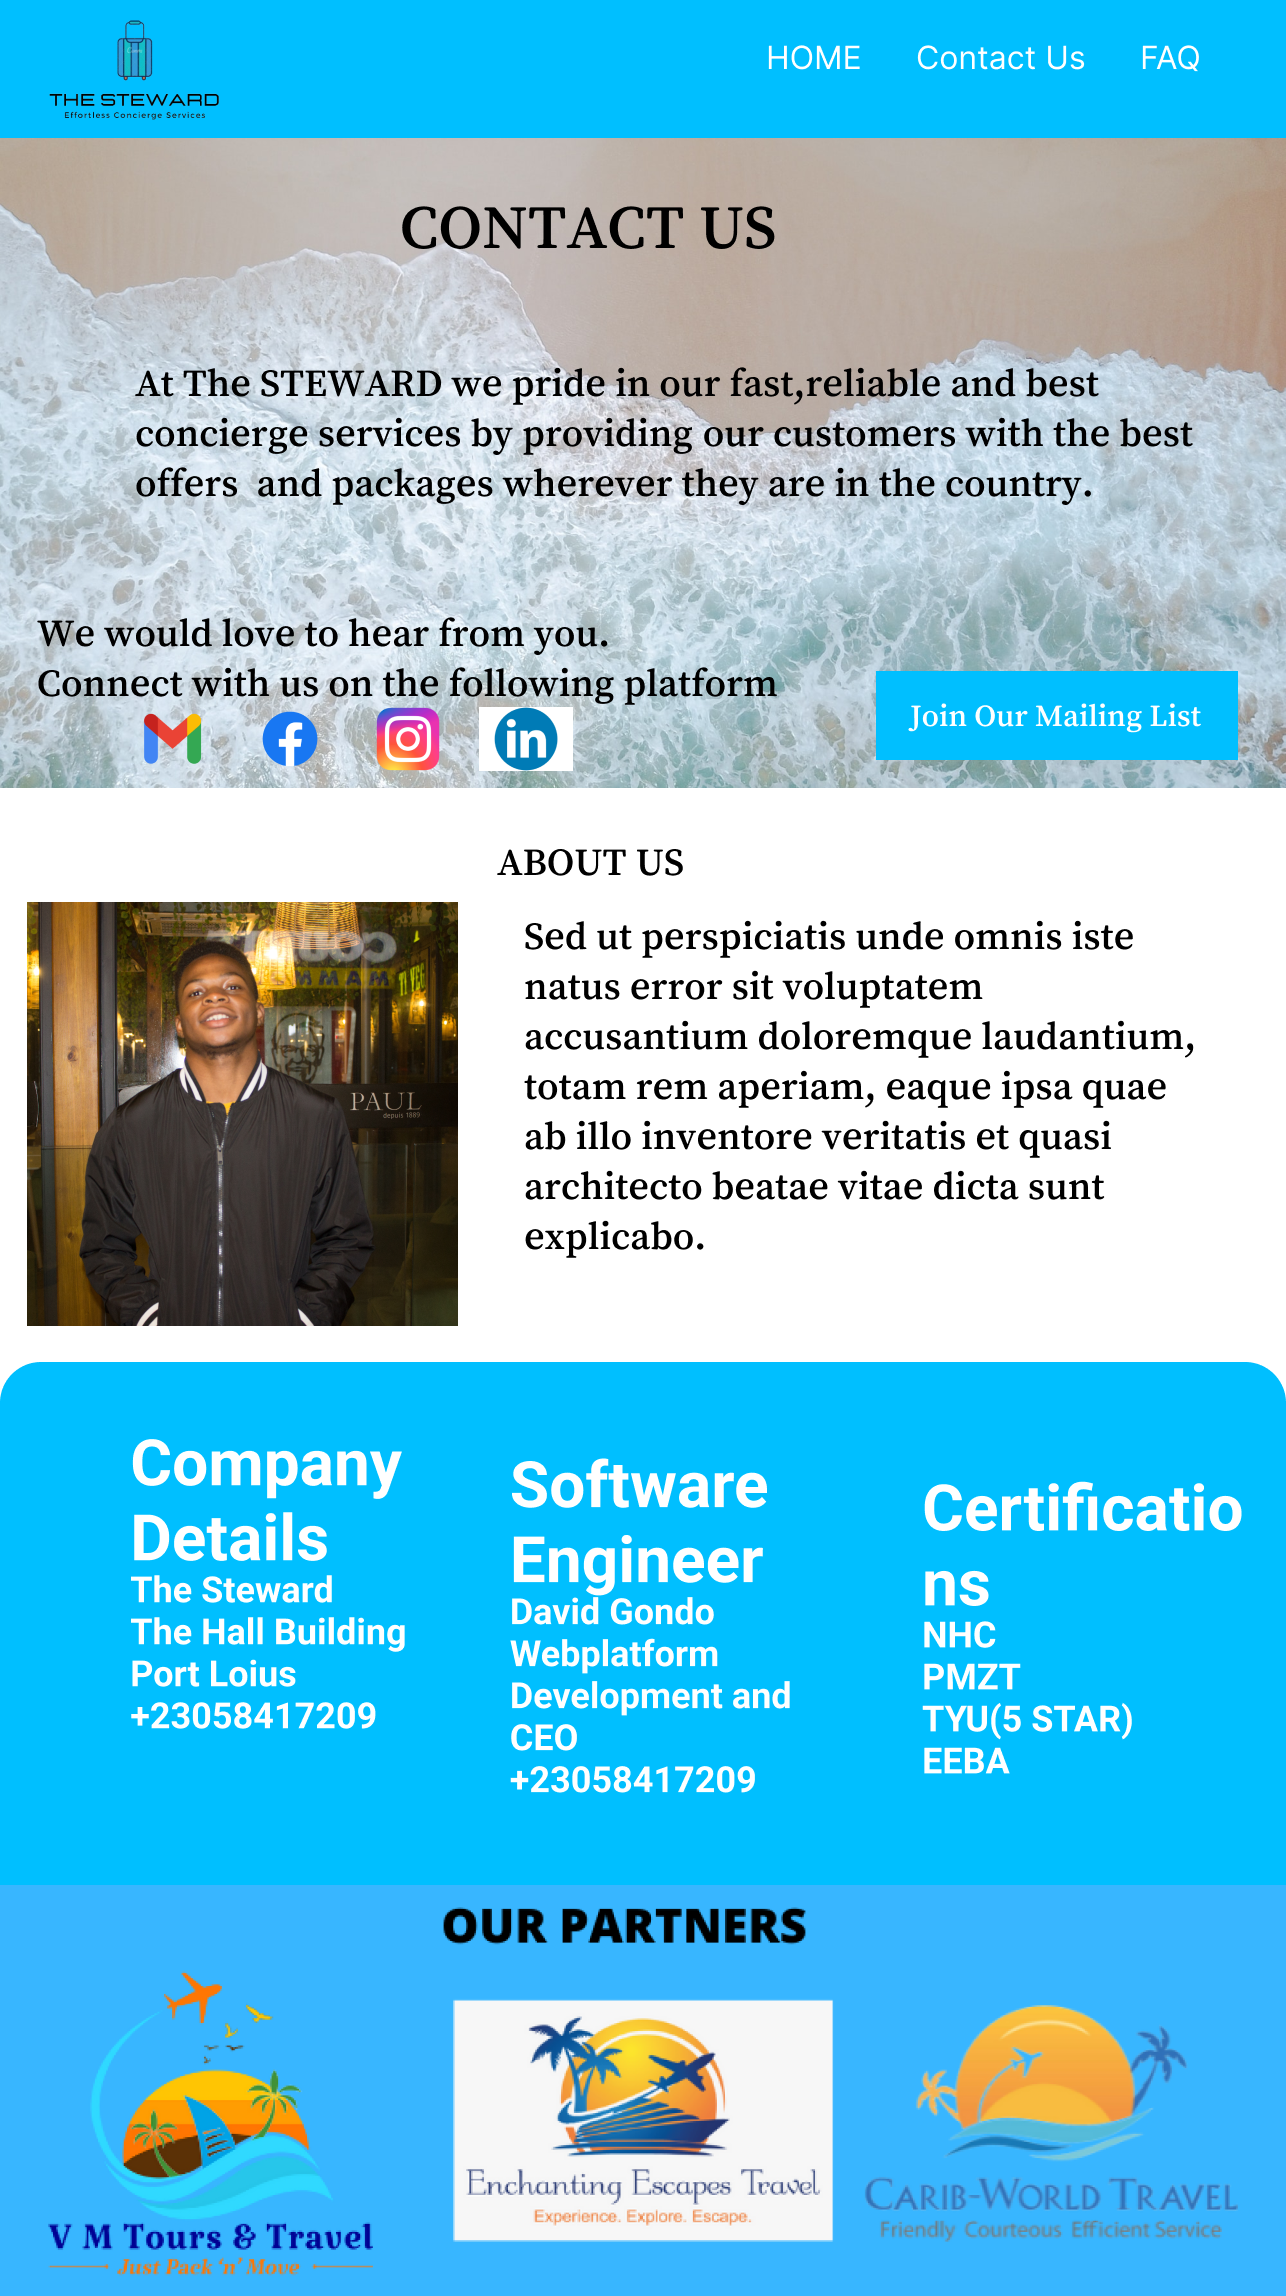 THE STEWARD
Effortless Concierge Services
HOME Contact Us FAQ
CONTACT US
At The STEWARD we pride in our fast,reliable and best
concierge services by providing our customers with the best
offers  and packages wherever they are in the country.
We would love to hear from you.
Connect with us on the following platform
in
Join Our Mailing List
ABOUT US
PAUL
depuis 1889
Sed ut perspiciatis unde omnis iste
natus error sit voluptatem
accusantium doloremque laudantium,
totam rem aperiam, eaque ipsa quae
ab illo inventore veritatis et quasi
architecto beatae vitae dicta sunt
explicabo.
Company
Details
The Steward
The Hall Building
Port Loius
+23058417209
Software
Engineer
David Gondo
Webplatform
Development and
CEO
+23058417209
Certificatio
ns
NHC
PMZT
TYU(5 STAR)
EEBA
OUR PARTNERS
V M Tours & Travel
Just Pack 'n' Move
Enchanting Escapes Travel
Experience. Explore. Escape.
CARIB-WORLD TRAVEL
Friendly Courteous Efficient Service